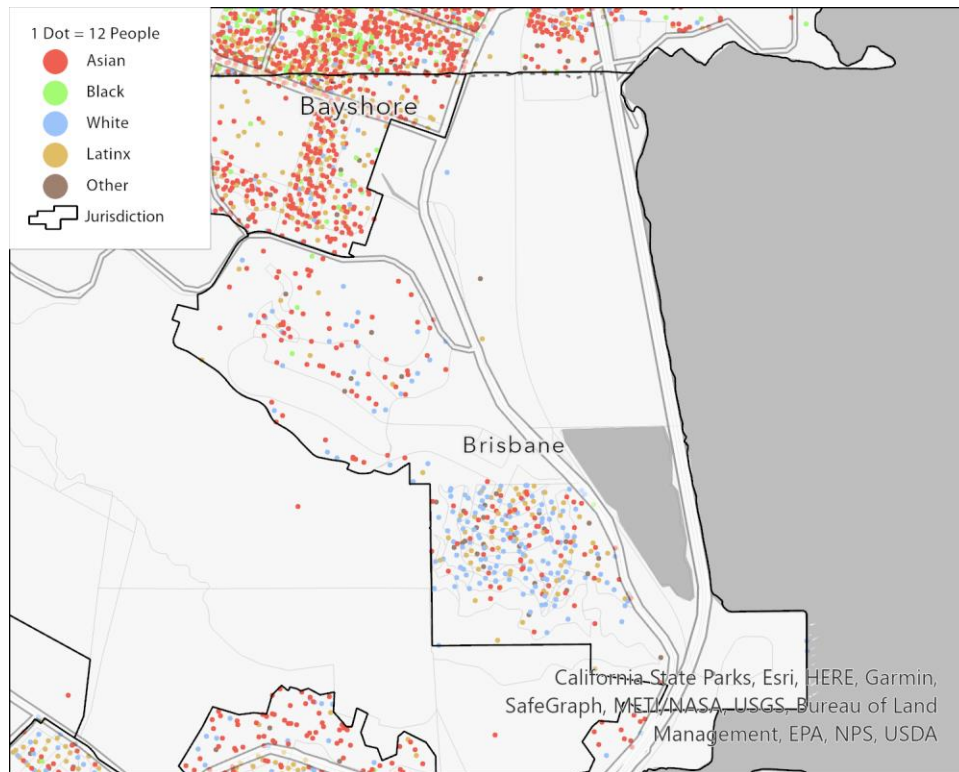 1 Dot = 12 People
Asian
Black
White
Latinx
Other
Jurisdiction
Bayshore
Brisbane
California State Parks, Esri, HERE, Garmin,
SafeGraph, METI/NASA, USGS, Bureau of Land
Management, EPA, NPS, USDA